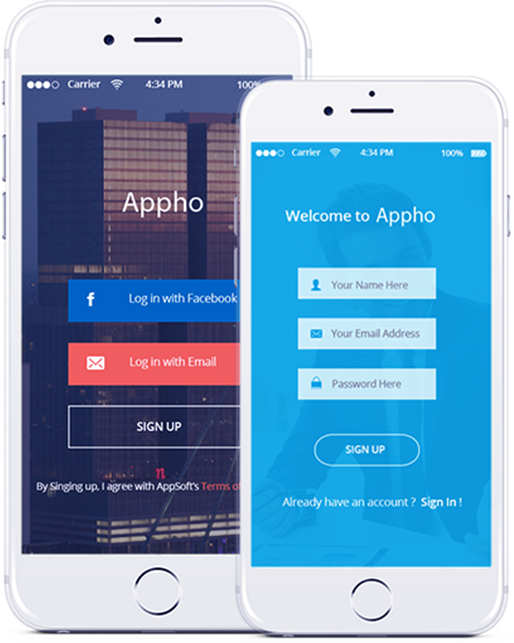 Carrier 4:34 PM 100%
Appho
f Log in with Facebook
Log in with Email
SIGN UP
n
By Singing up, I agree with AppSoft's Terms of
Carrier 4:34 PM 100%
Welcome to Appho
Your Name Here
Your Email Address
Password Here
SIGN UP
Already have an account ? Sign In !